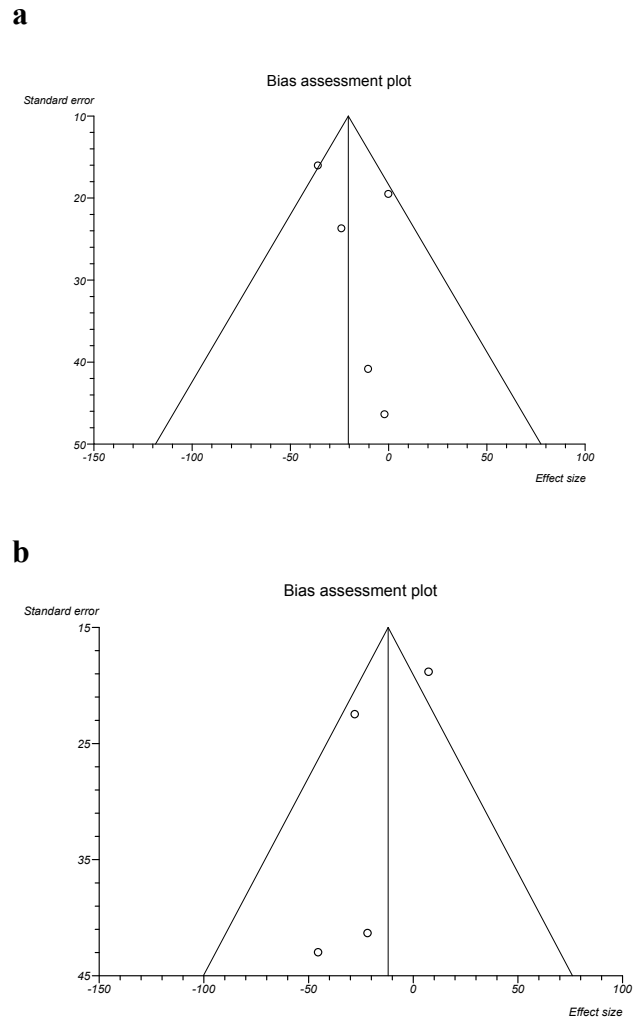 a
Bias assessment plot
Standard error
10
20
30
40
50
-150 -100 -50 0 50 100
Effect size
b
Bias assessment plot
Standard error
15
25
35
45
-150 -100 -50 0 50 100
Effect size